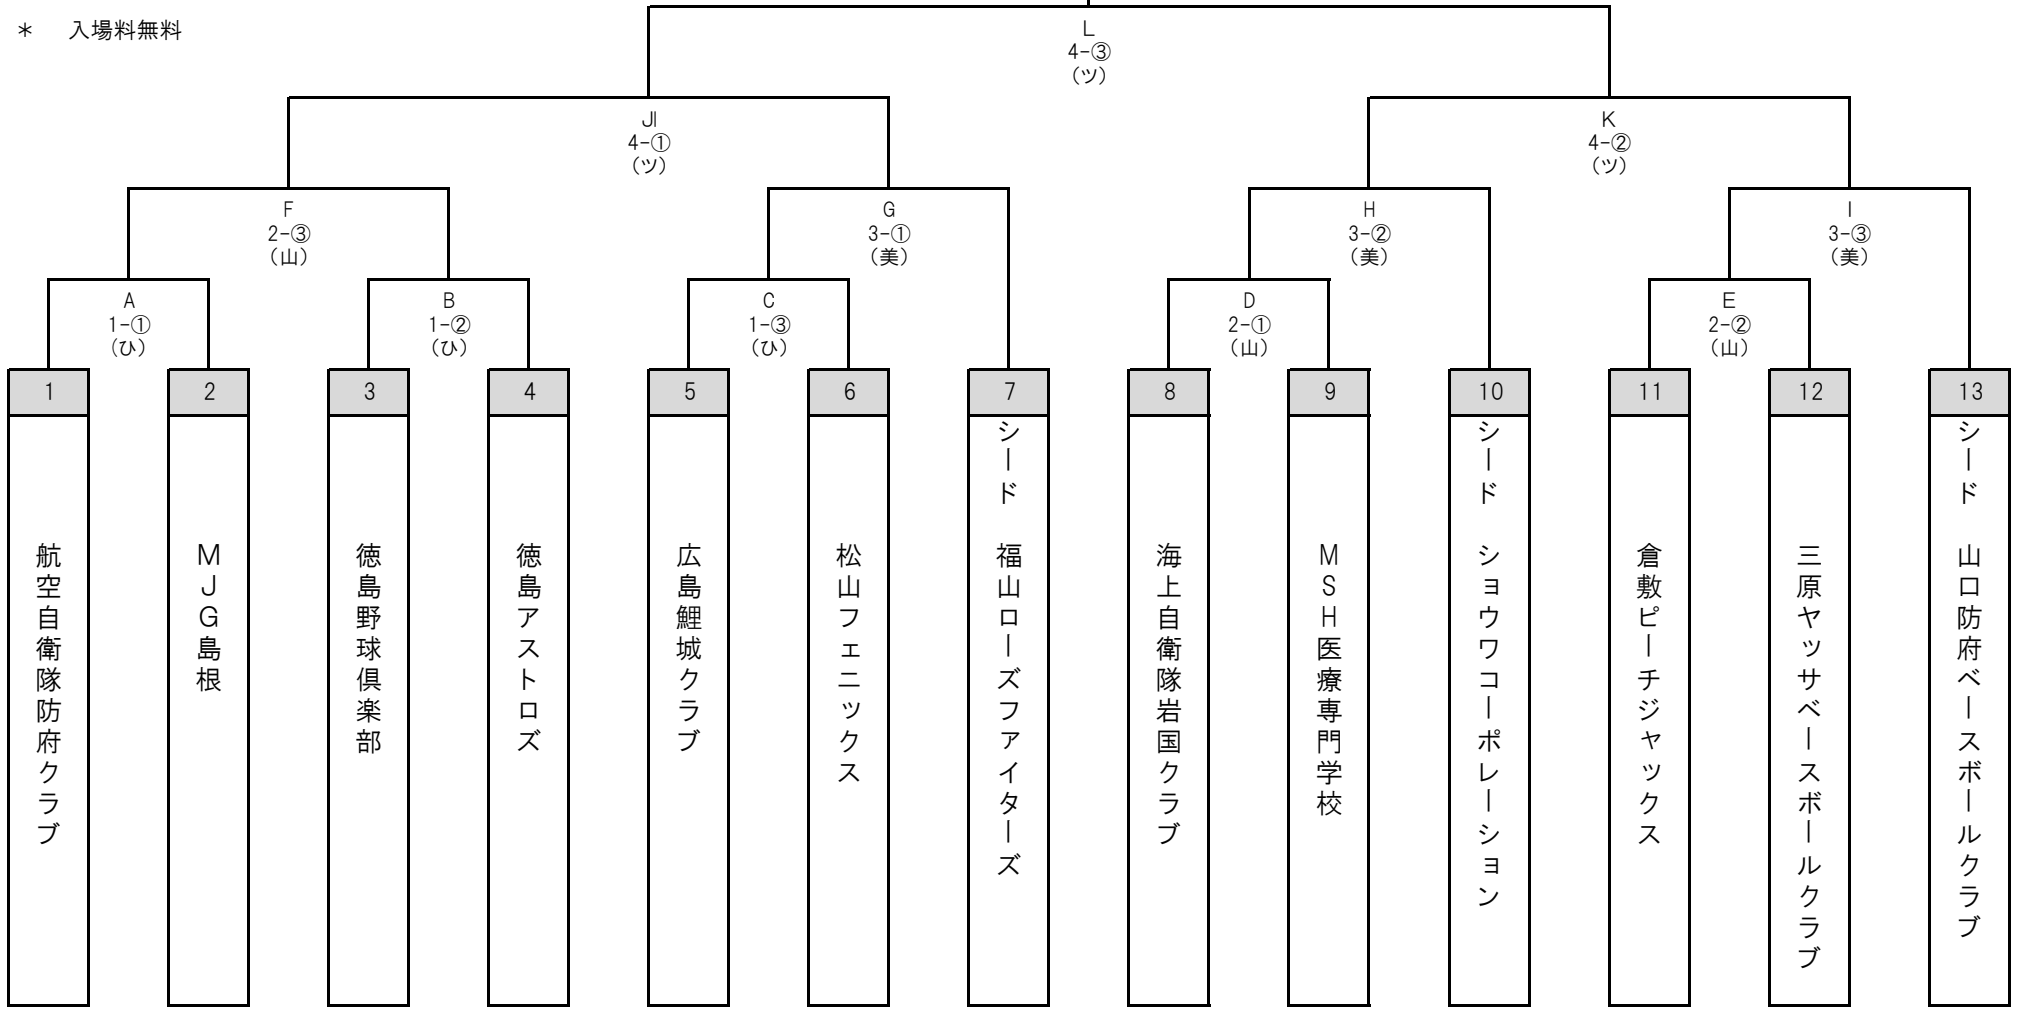 ＊　入場料無料
L
4-③
（ツ）
JI
4-①
（ツ）
K
4-②
（ツ）
F
2-③
（山）
G
3-①
（美）
H
3-②
（美）
I
3-③
（美）
A
1-①
（ひ）
B
1-②
（ひ）
C
1-③
（ひ）
D
2-①
（山）
E
2-②
（山）
1
2
3
4
5
6
7
8
9
10
11
12
13
航空自衛隊防府クラブ
ＭＪＧ島根
徳島野球倶楽部
徳島アストロズ
広島鯉城クラブ
松山フェニックス
シード　福山ローズファイターズ
海上自衛隊岩国クラブ
MSH医療専門学校
シード　ショウワコーポレーション
倉敷ピーチジャックス
三原ヤッサベースボールクラブ
シード　山口防府ベースボールクラブ